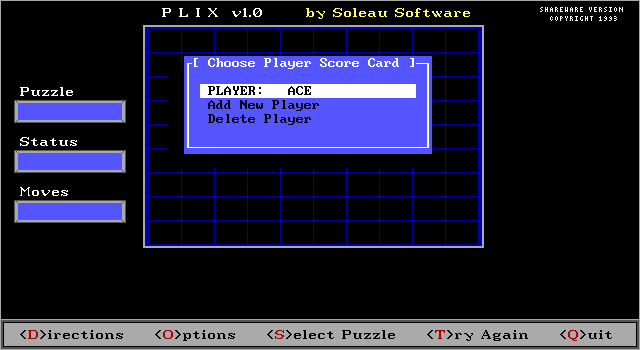 PLIX v1.0 by Soleau Software
SHAREWARE VERSION
COPYRIGHT 1993
[ Choose Player Score Card ]
PLAYER: ACE
Add New Player
Delete Player
Puzzle
Status
Moves
<D>irections <O>ptions <S>elect Puzzle <T>ry Again <Q>uit